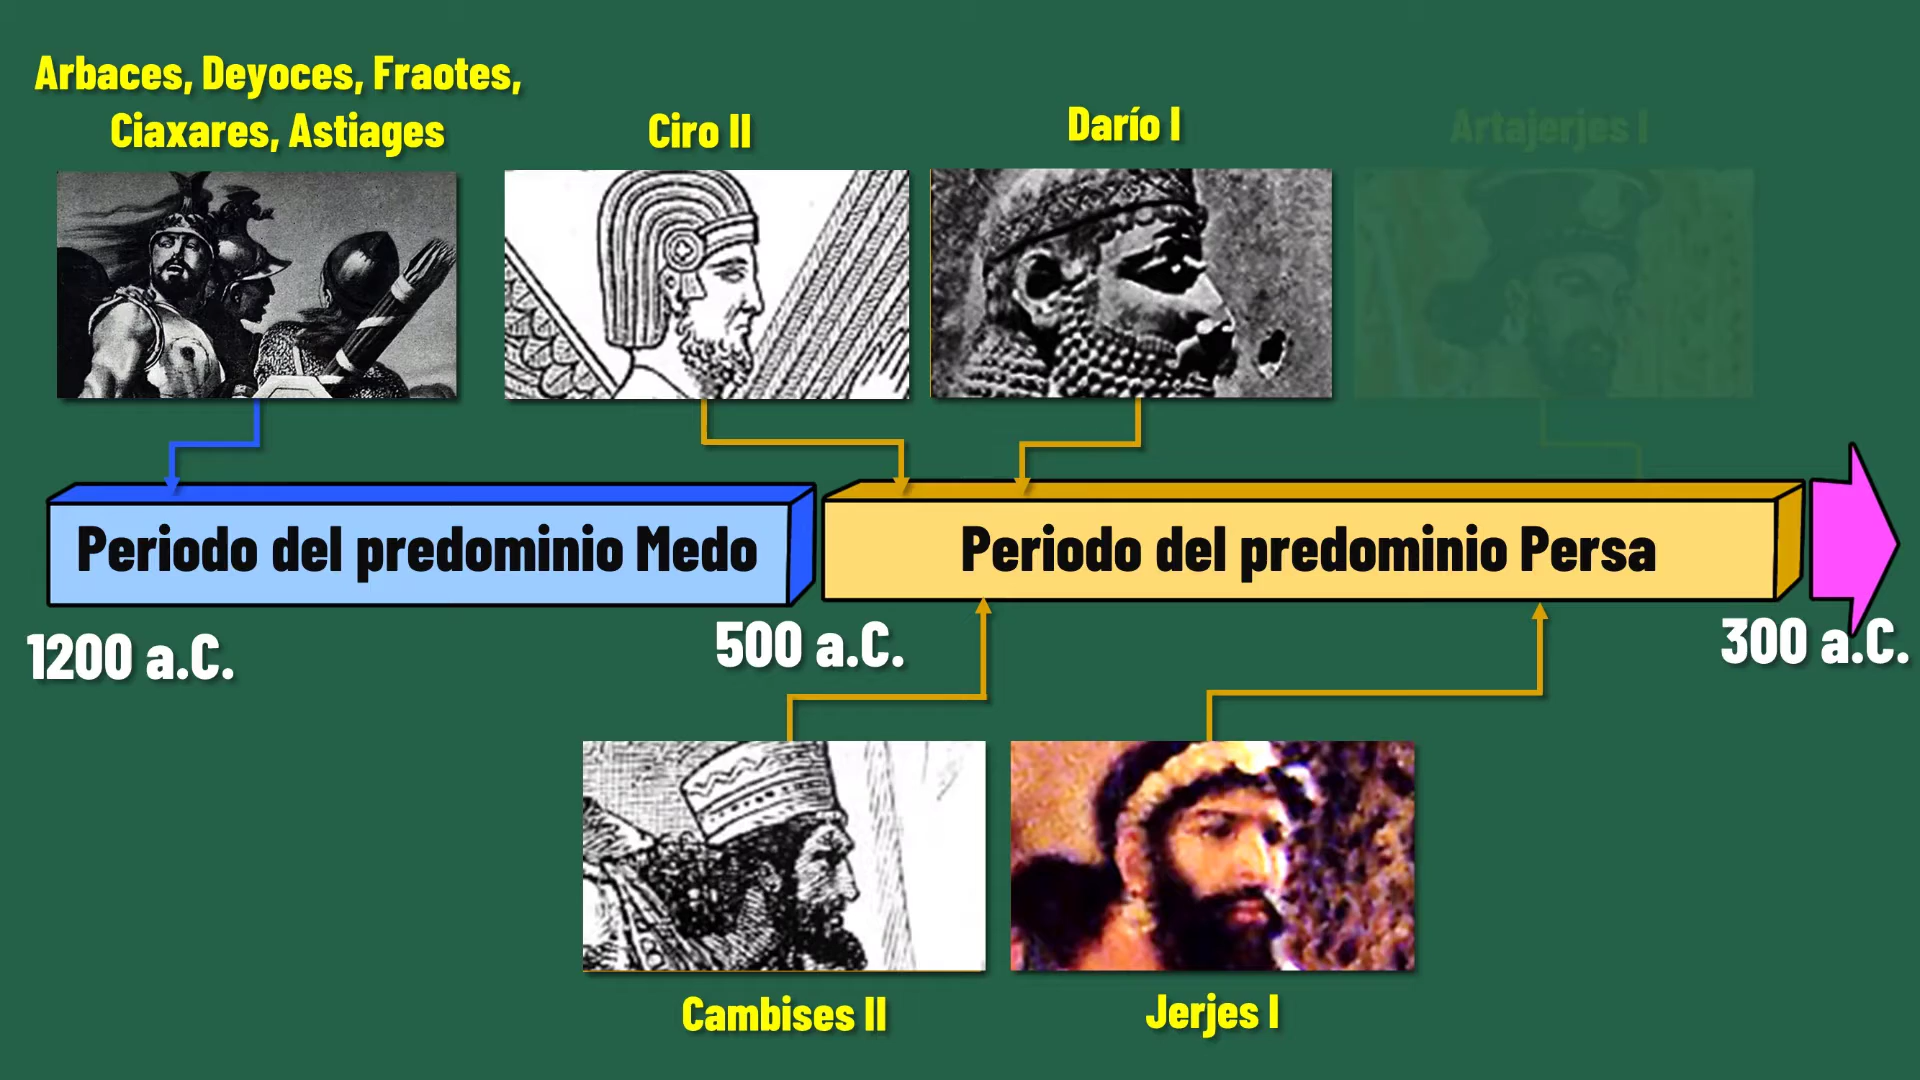 Arbaces, Deyoces, Fraotes,
Ciaxares, Astiages
Ciro II
Darío I
Artajerjes I
Periodo del predominio Medo
Periodo del predominio Persa
1200 a.C.
500 a.C.
300 a.C.
Cambises II
Jerjes I